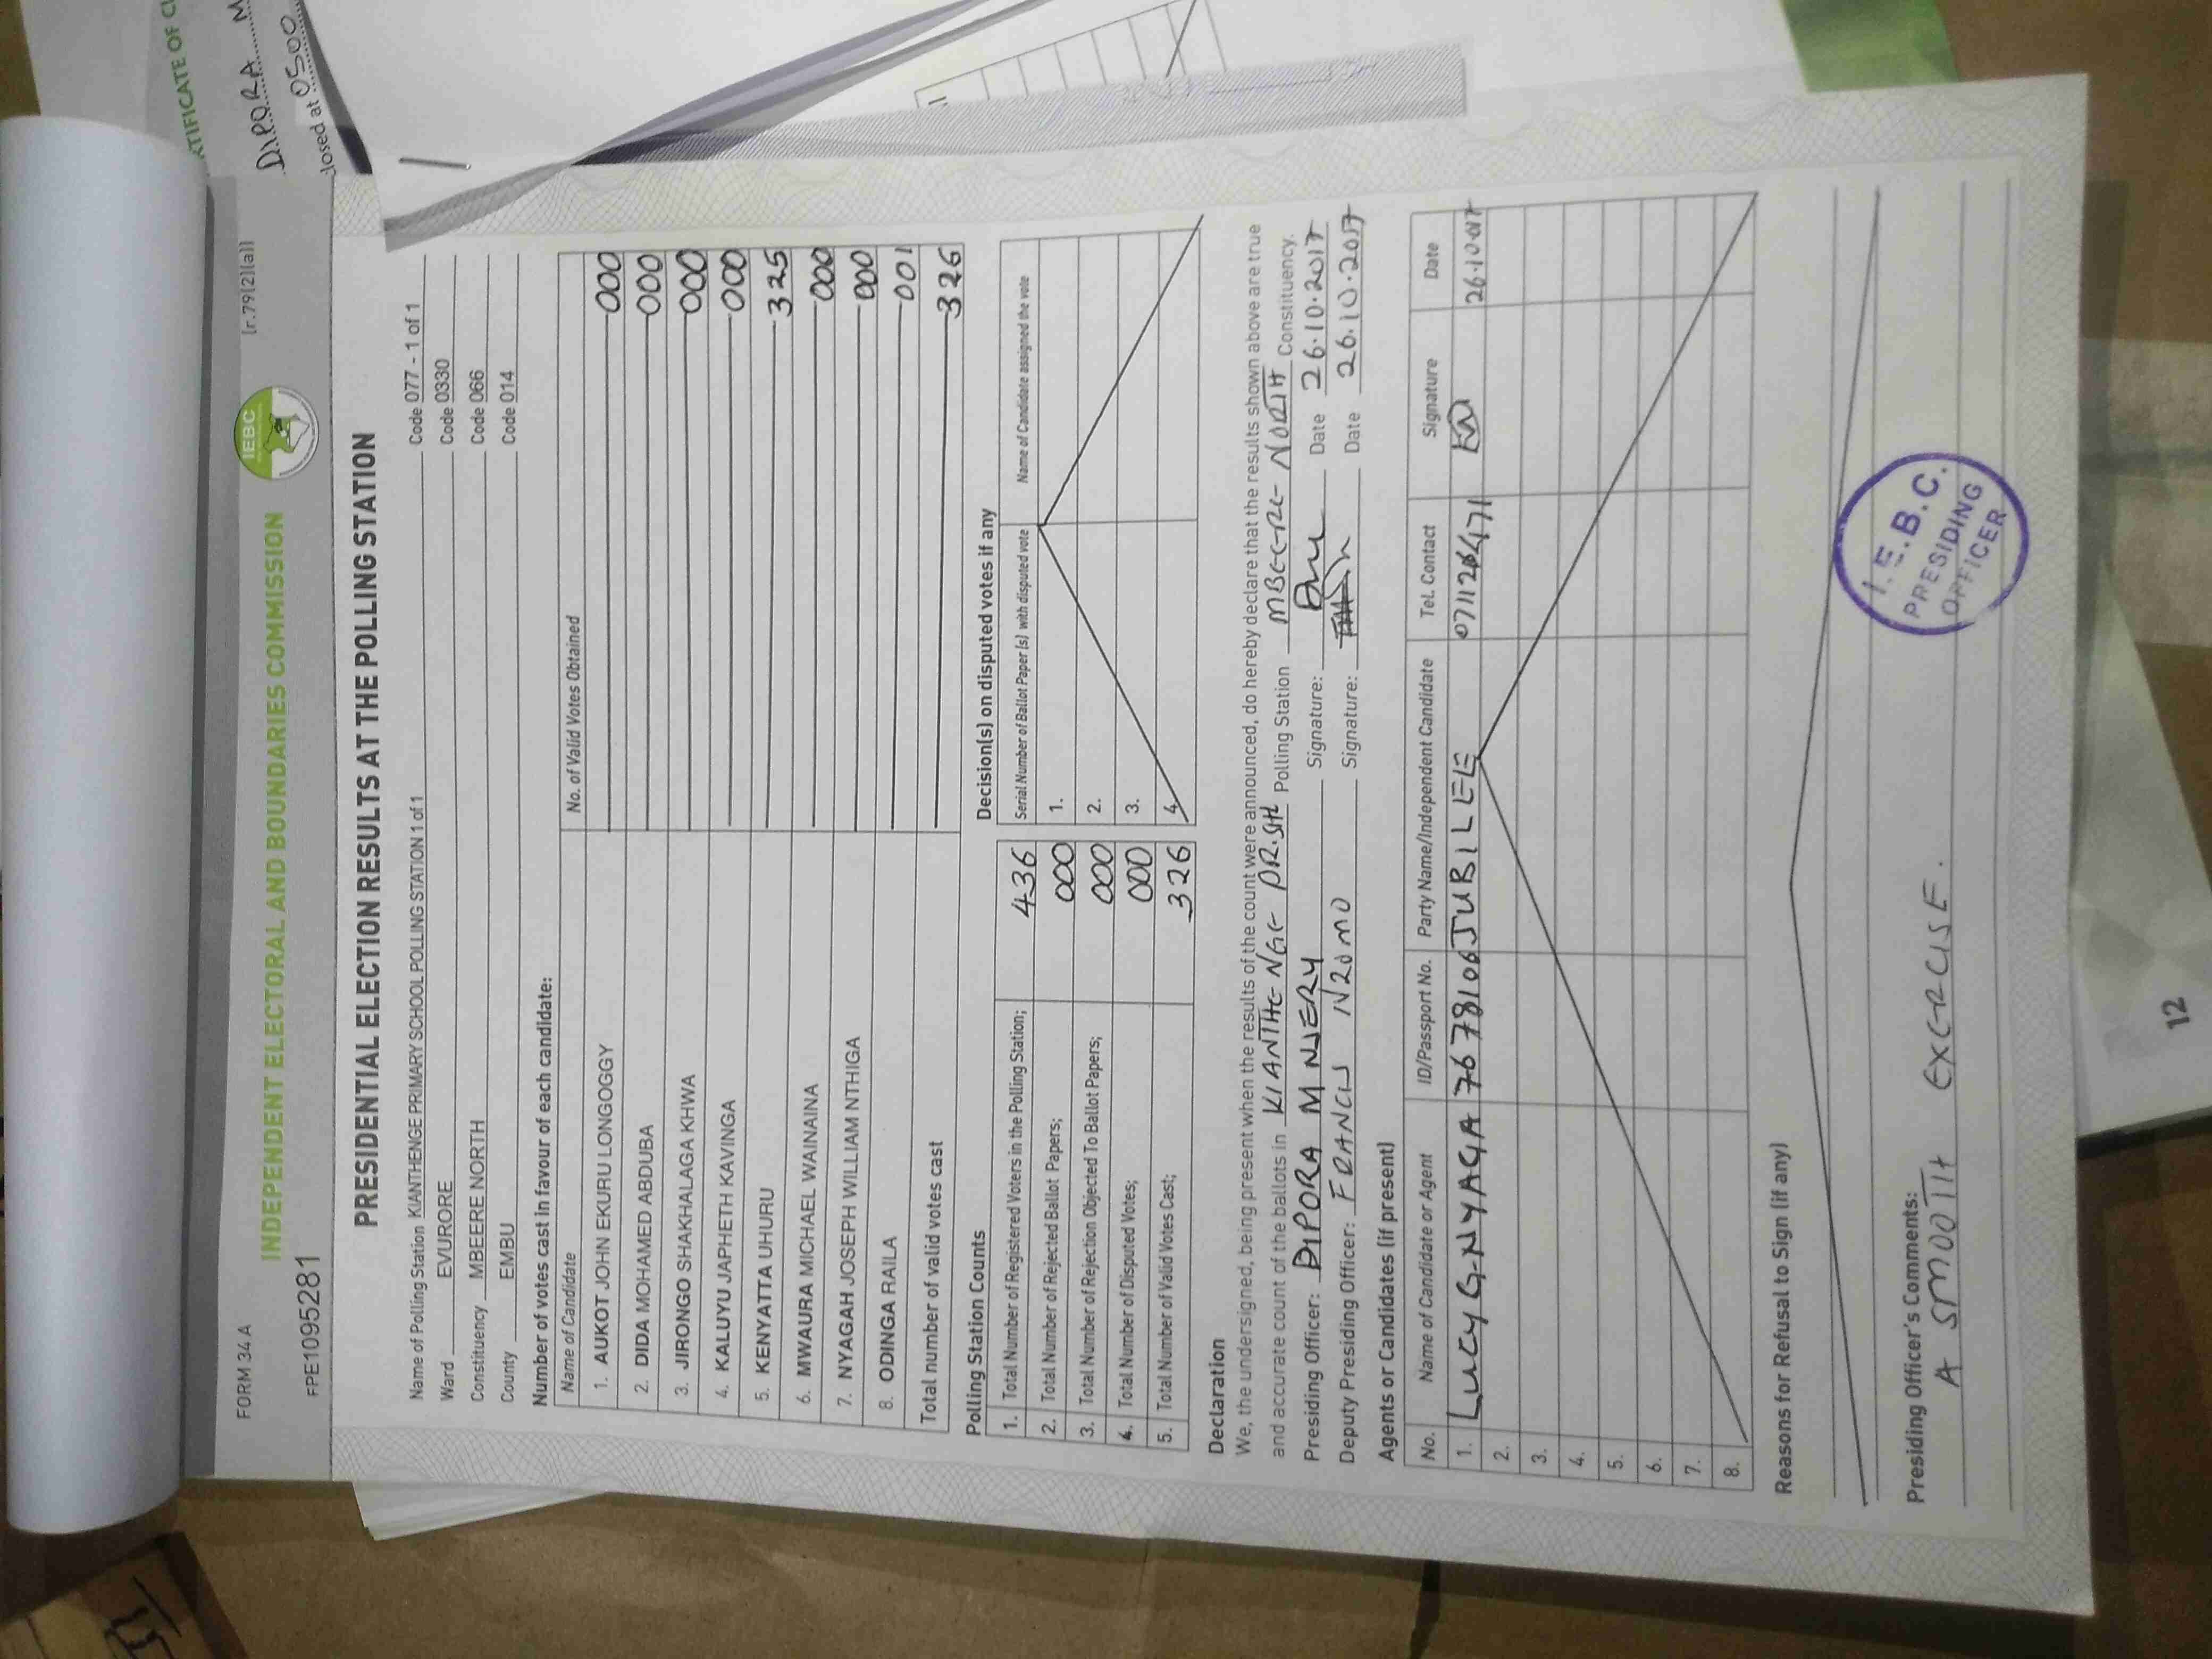 FORM 34 A
[r.79(2)(a)]
INDEPENDENT ELECTORAL AND BOUNDARIES COMMISSION
IEBC
FPE1095281
PRESIDENTIAL ELECTION RESULTS AT THE POLLING STATION
Name of Polling Station KIANTHENGE PRIMARY SCHOOL POLLING STATION 1 of 1 Code 077 - 1 of 1
Ward EVURORE Code 0330
Constituency MBEERE NORTH Code 066
County EMBU Code 014
Number of votes cast in favour of each candidate:
Name of Candidate No. of Valid Votes Obtained
1. AUKOT JOHN EKURU LONGOGGY 000
2. DIDA MOHAMED ABDUBA 000
3. JIRONGO SHAKHALAGA KHWA 000
4. KALUYU JAPHETH KAVINGA 000
5. KENYATTA UHURU 325
6. MWAURA MICHAEL WAINAINA 000
7. NYAGAH JOSEPH WILLIAM NTHIGA 000
8. ODINGA RAILA 001
Total number of valid votes cast 326
Polling Station Counts
1. Total Number of Registered Voters in the Polling Station; 436
2. Total Number of Rejected Ballot Papers; 000
3. Total Number of Rejection Objected To Ballot Papers; 000
4. Total Number of Disputed Votes; 000
5. Total Number of Valid Votes Cast; 326
Decision(s) on disputed votes if any
Serial Number of Ballot Paper (s) with disputed vote Name of Candidate assigned the vote
1.
2.
3.
4.
Declaration
We, the undersigned, being present when the results of the count were announced, do hereby declare that the results shown above are true
and accurate count of the ballots in KIANTHENGE PR. SHL Polling Station MBEERE NORTH Constituency.
Presiding Officer: DIPORA M NJERY Signature: Date 26.10.2017
Deputy Presiding Officer: FRANCIS Signature: Date 26.10.2017
Agents or Candidates (if present)
No. Name of Candidate or Agent ID/Passport No. Party Name/Independent Candidate Tel. Contact Signature Date
1. LUCY G. NYAGA 7678106 JUBILEE 26.10.017
2.
3.
4.
5.
6.
7.
8.
Reasons for Refusal to Sign (if any)
Presiding Officer's Comments:
A SMOOTH EXERCISE.
I.E.B.C.
PRESIDING
OFFICER
DIPORA M
losed at 0500
12